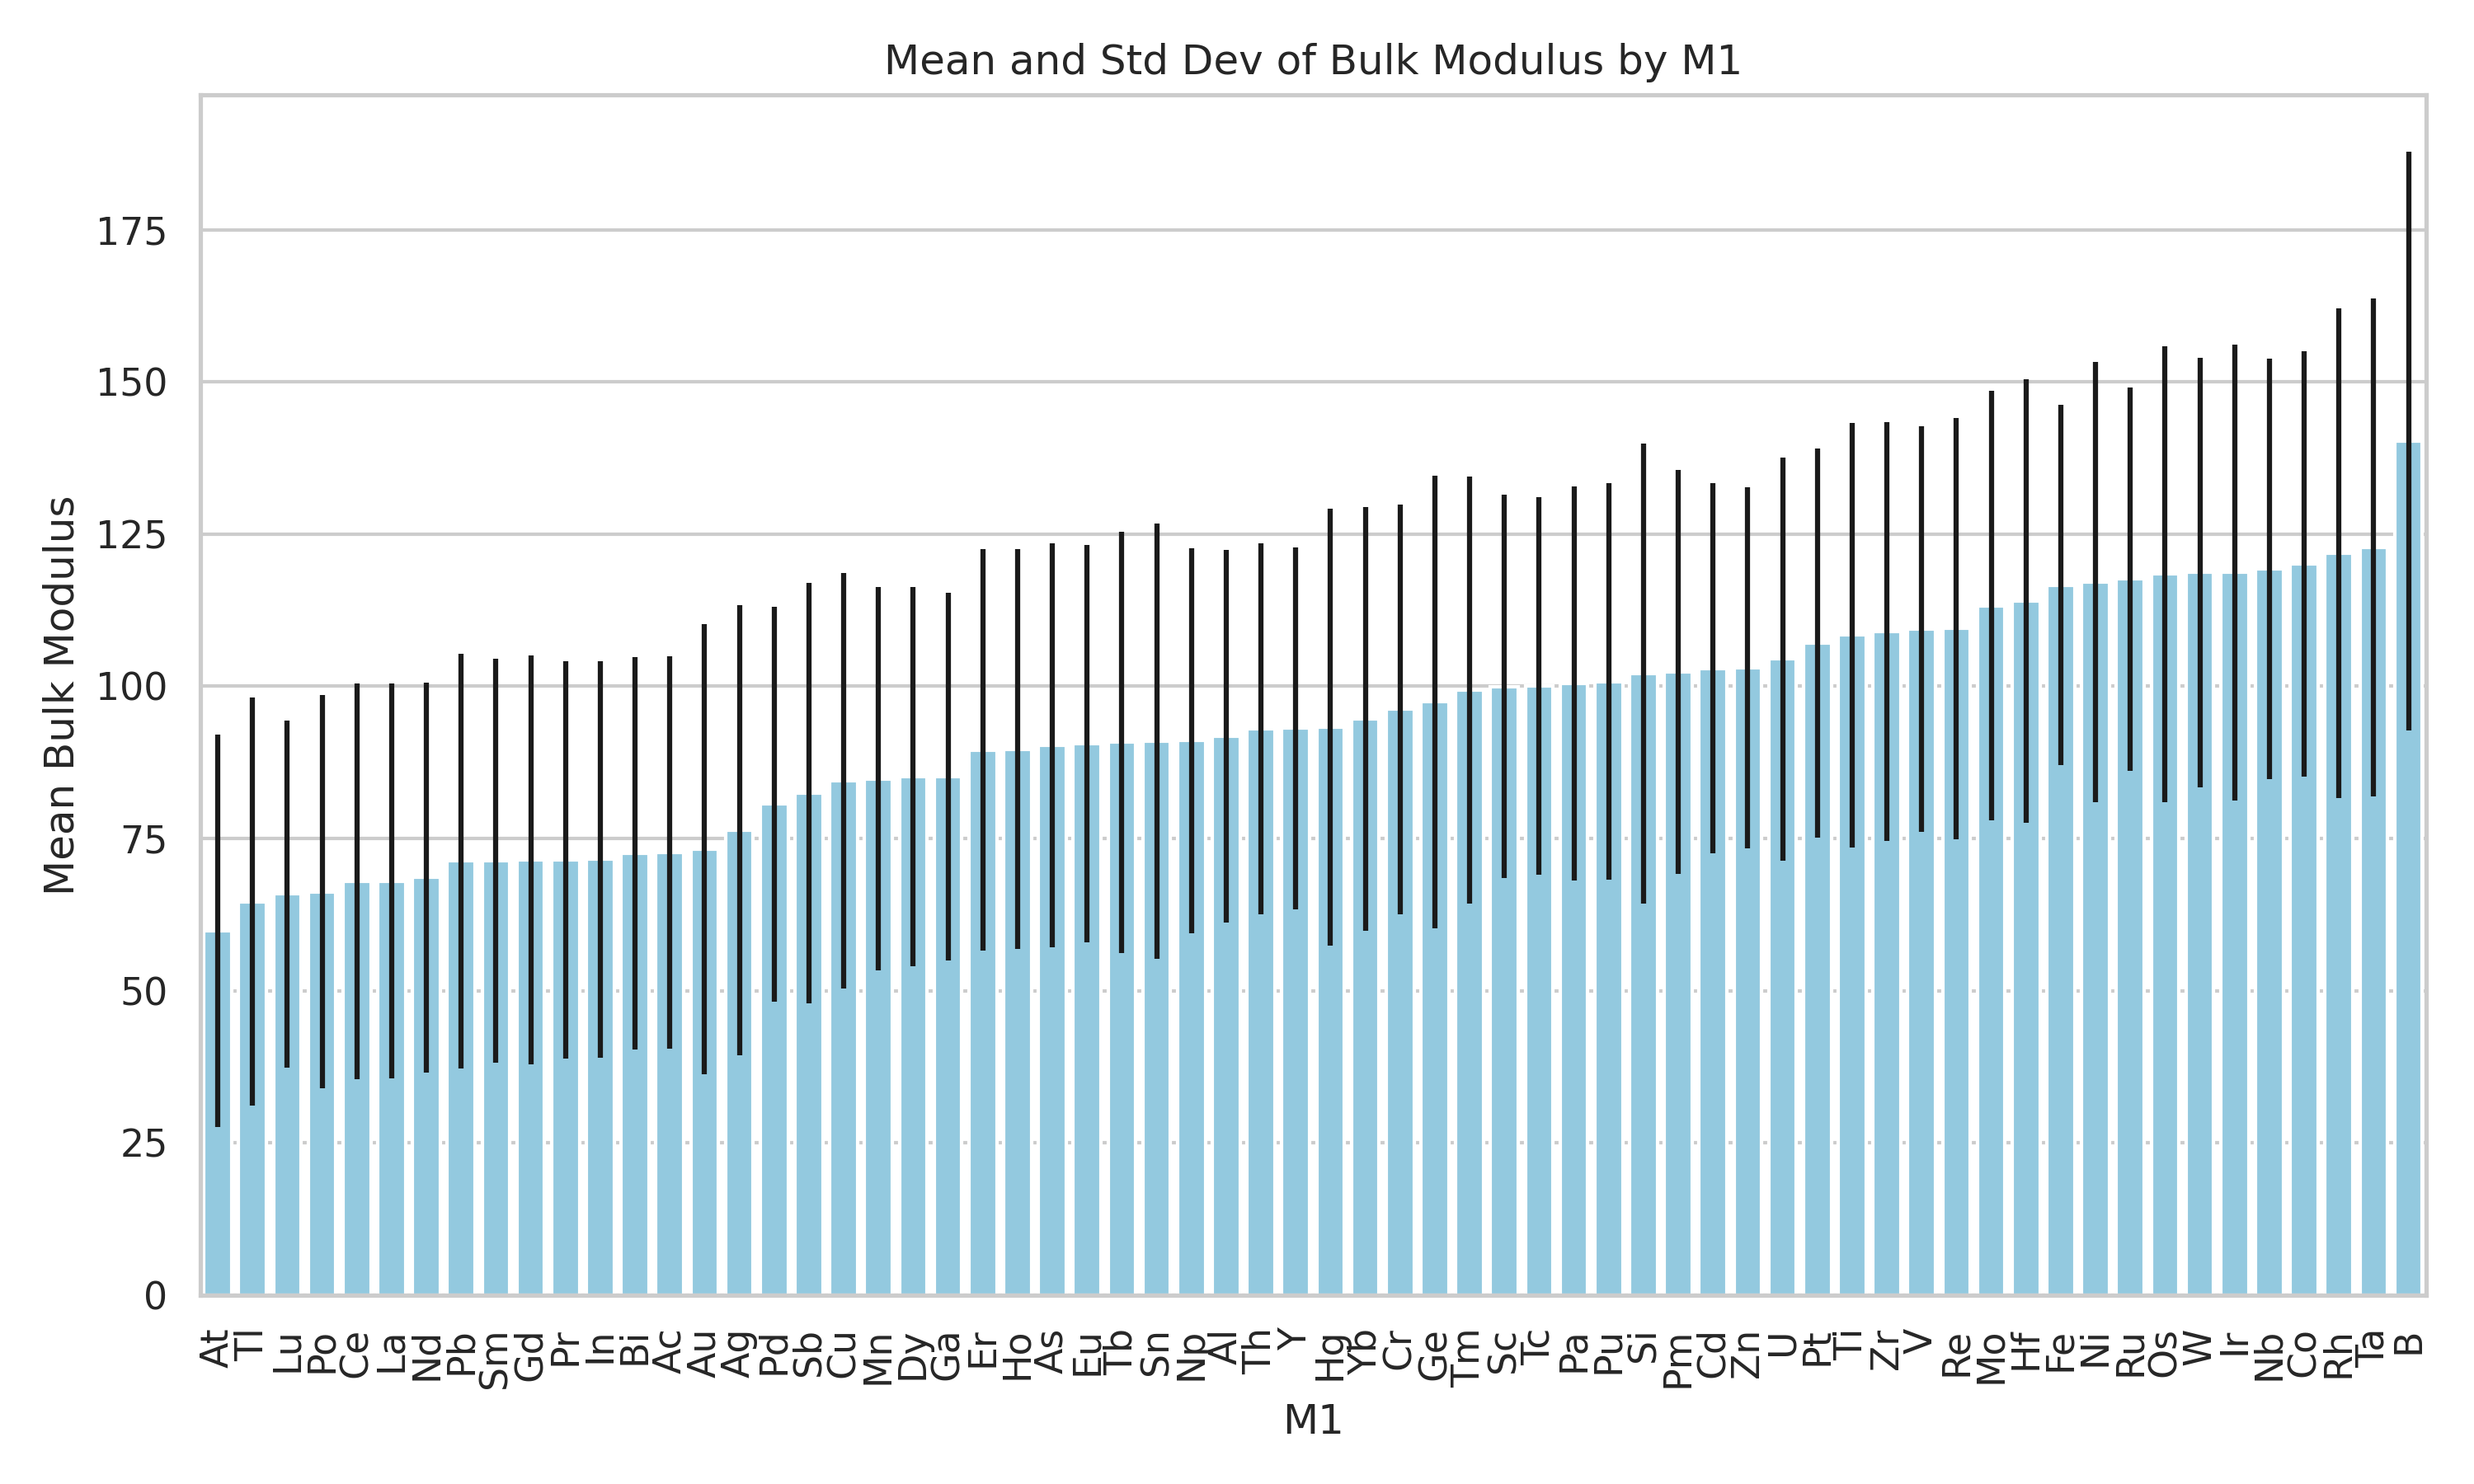 Mean and Std Dev of Bulk Modulus by M1
Mean Bulk Modulus
175
150
125
100
75
50
25
0
At Tl Lu Po Ce La Nd Pb Sm Gd Pr In Bi Ac Au Ag Pd Sb Cu Mn Dy Ga Er Ho As Eu Tb Sn Np Al Th Y Hg Yb Cr Ge Tm Sc Tc Pa Pu Si Pm Cd Zn U Pt Ti Zr V Re Mo Hf Fe Ni Ru Os W Ir Nb Co Rh Ta B
M1